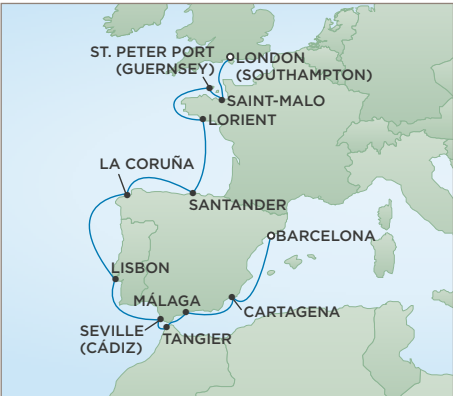 ST. PETER PORT
(GUERNSEY)
LONDON
(SOUTHAMPTON)
SAINT-MALO
LORIENT
LA CORUÑA
SANTANDER
BARCELONA
LISBON
MÁLAGA
CARTAGENA
SEVILLE
(CÁDIZ)
TANGIER